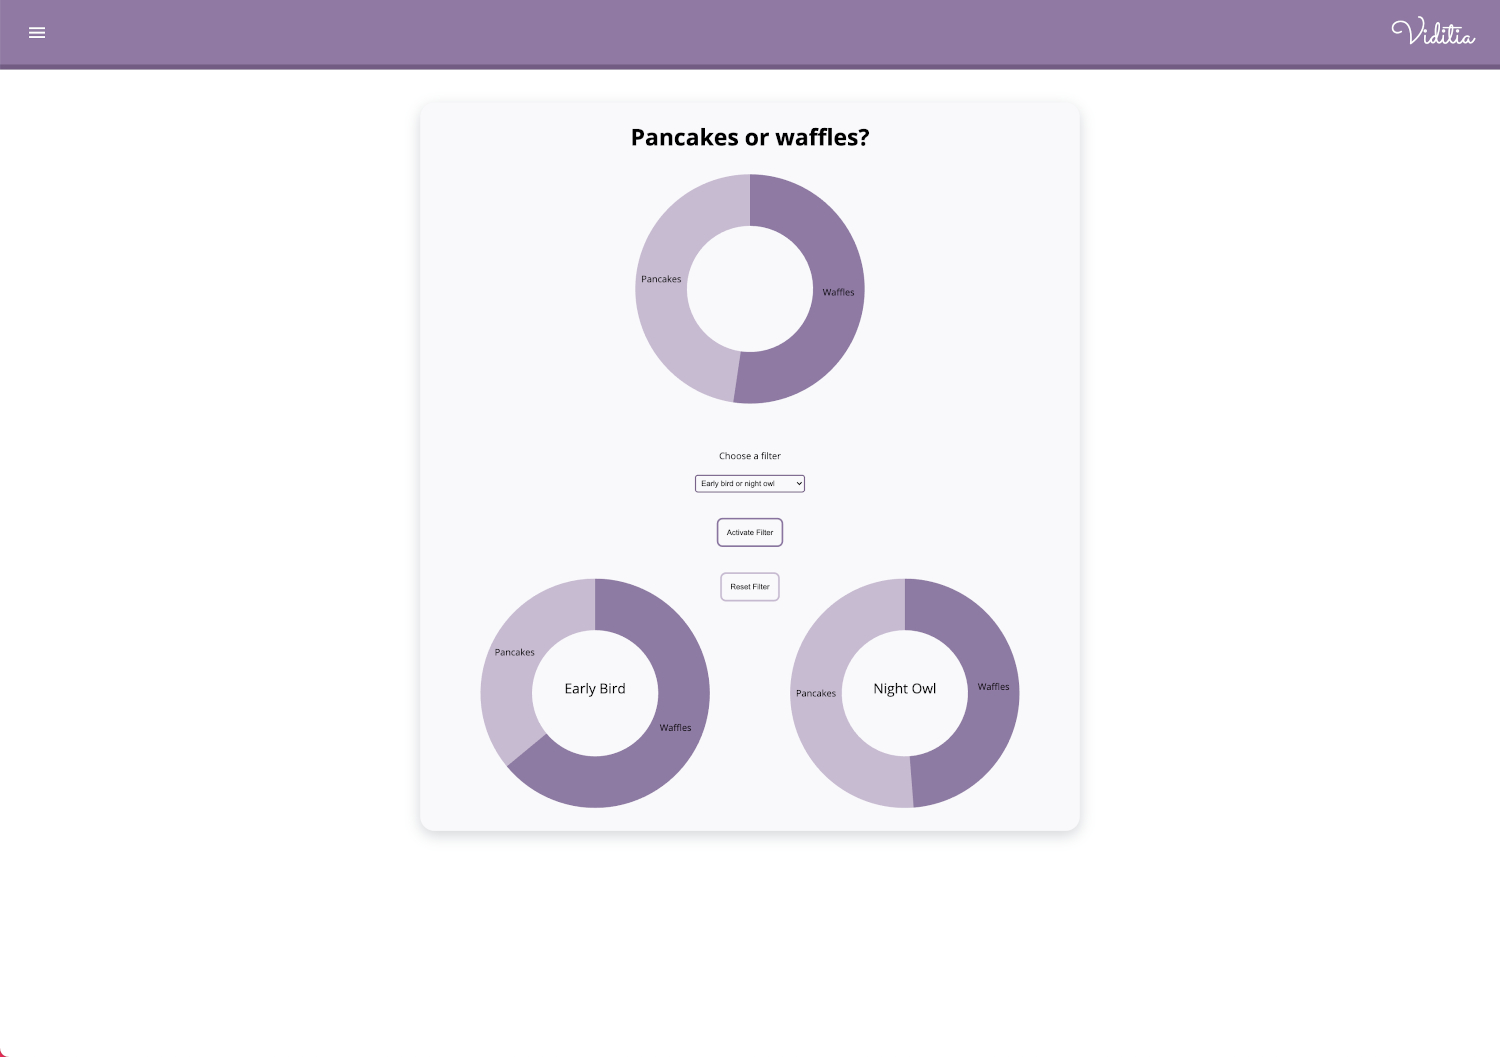 Viditia
Pancakes or waffles?
Pancakes
Waffles
Choose a filter
Early bird or night owl
Activate Filter
Reset Filter
Pancakes
Early Bird
Waffles
Pancakes
Night Owl
Waffles